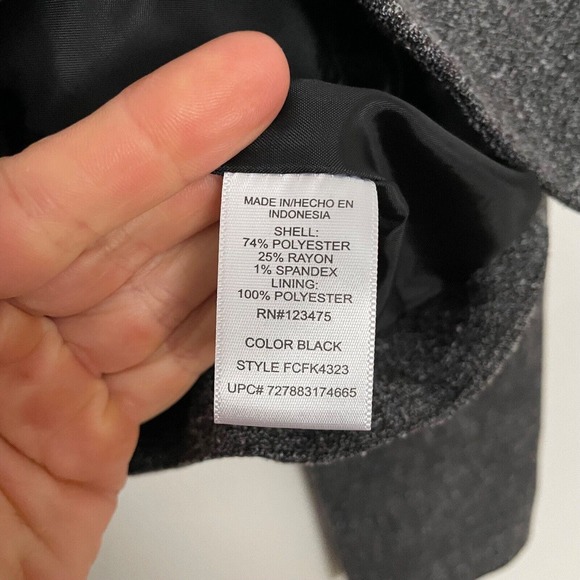 MADE IN/HECHO EN
INDONESIA
SHELL:
74% POLYESTER
25% RAYON
1% SPANDEX
LINING:
100% POLYESTER
RN#123475
COLOR BLACK
STYLE FCFK4323
UPC# 727883174665